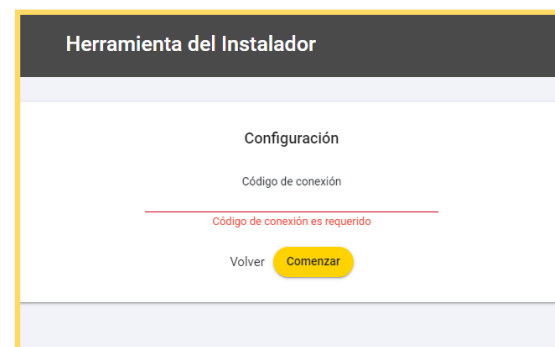 Herramienta del Instalador
Configuración
Código de conexión
Código de conexión es requerido
Volver Comenzar